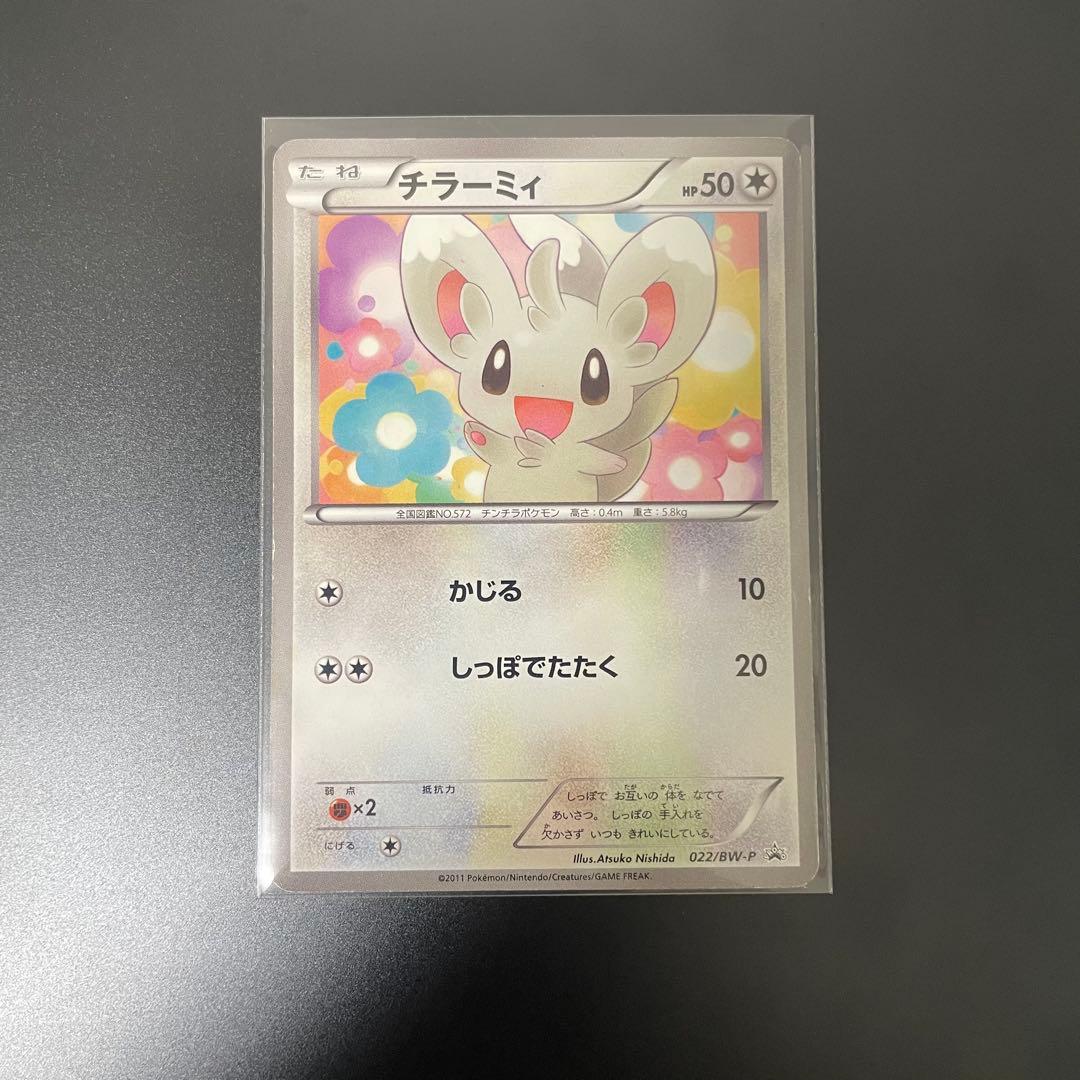 たね チラーミィ HP50
全国図鑑NO.572 チンチラポケモン 高さ:0.4m 重さ:5.8kg
かじる 10
しっぽでたたく 20
弱点 抵抗力
×2
にげる
しっぽで お互いの 体を なでて
あいさつ。 しっぽの 手入れを
欠かさず いつも きれいにしている。
Illus.Atsuko Nishida 022/BW-P
©2011 Pokémon/Nintendo/Creatures/GAME FREAK.